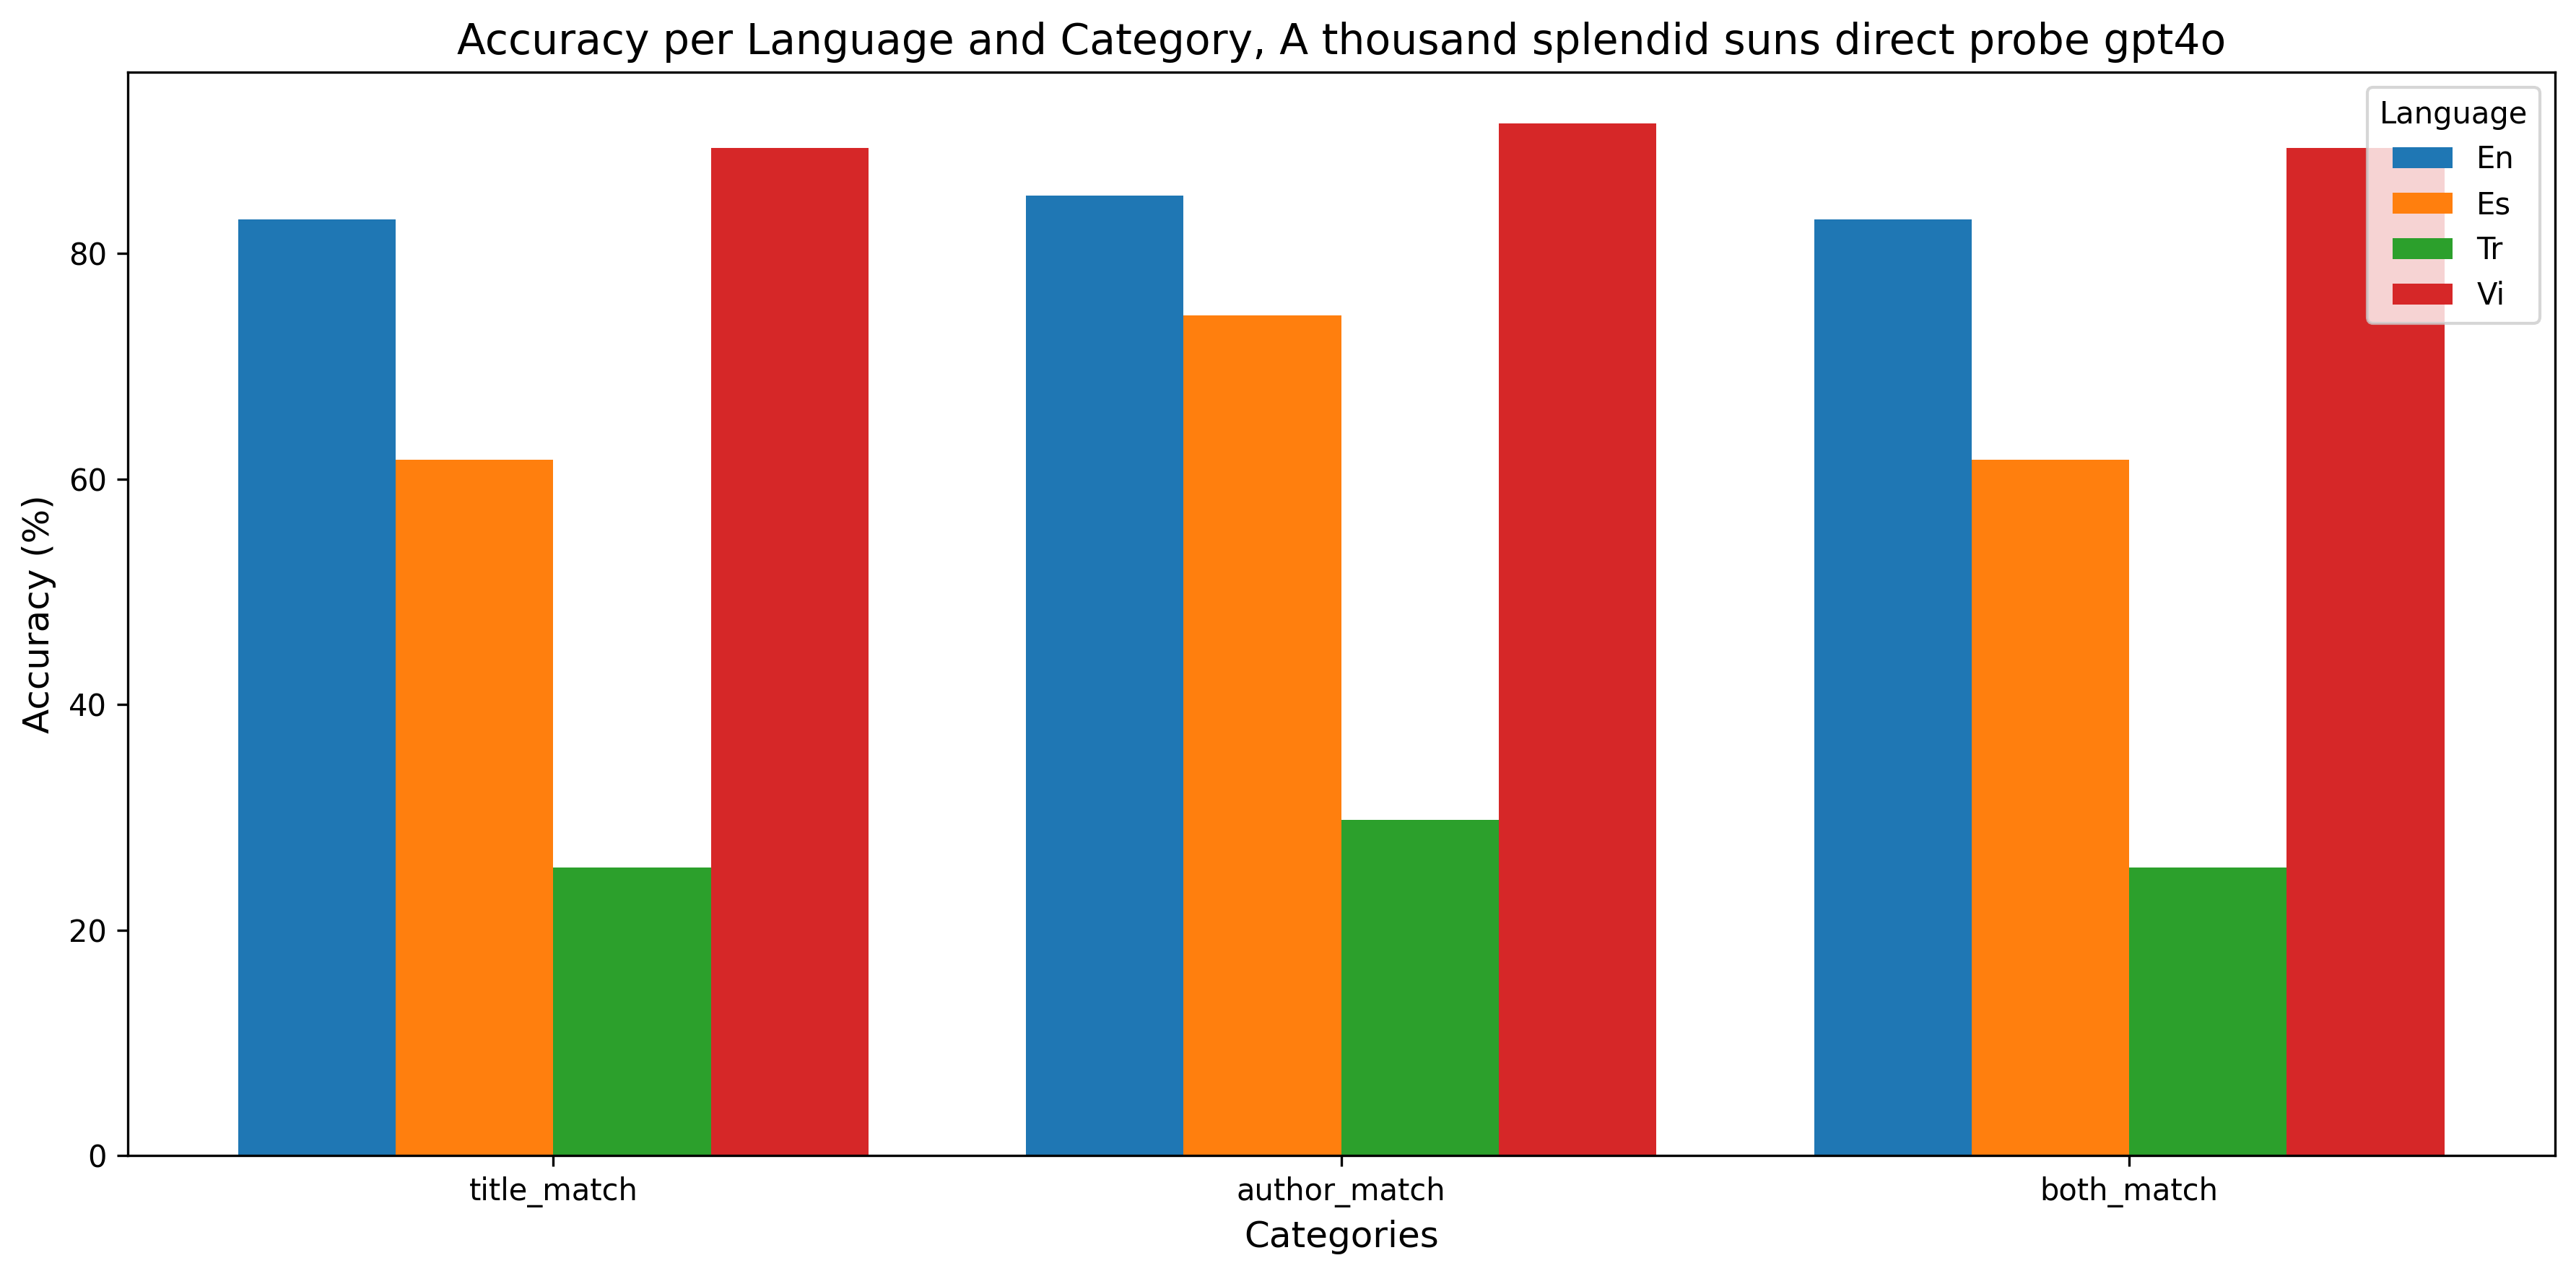 Accuracy per Language and Category, A thousand splendid suns direct probe gpt4o
Language
En
Es
Tr
Vi
Accuracy (%)
80
60
40
20
0
title_match
author_match
both_match
Categories